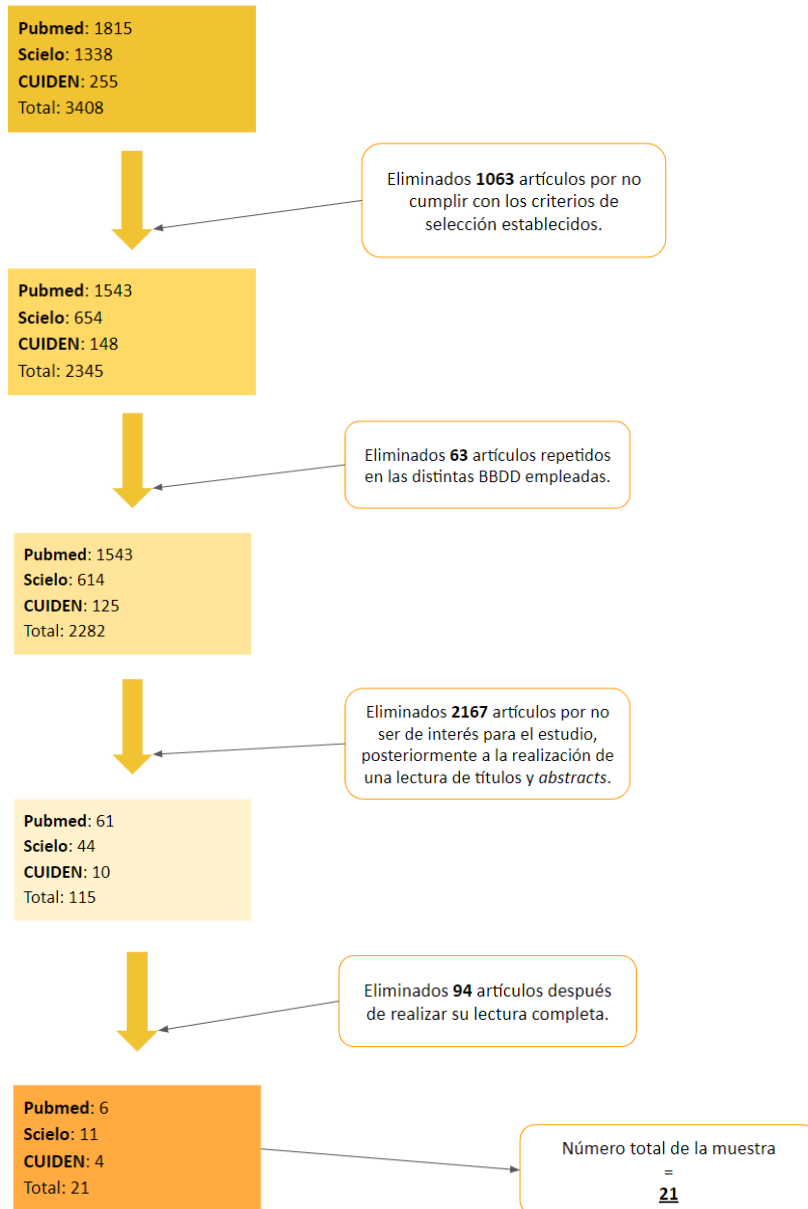 Pubmed: 1815
Scielo: 1338
CUIDEN: 255
Total: 3408
Eliminados 1063 artículos por no
cumplir con los criterios de
selección establecidos.
Pubmed: 1543
Scielo: 654
CUIDEN: 148
Total: 2345
Eliminados 63 artículos repetidos
en las distintas BBDD empleadas.
Pubmed: 1543
Scielo: 614
CUIDEN: 125
Total: 2282
Eliminados 2167 artículos por no
ser de interés para el estudio,
posteriormente a la realización de
una lectura de títulos y abstracts.
Pubmed: 61
Scielo: 44
CUIDEN: 10
Total: 115
Eliminados 94 artículos después
de realizar su lectura completa.
Pubmed: 6
Scielo: 11
CUIDEN: 4
Total: 21
Número total de la muestra
=
21